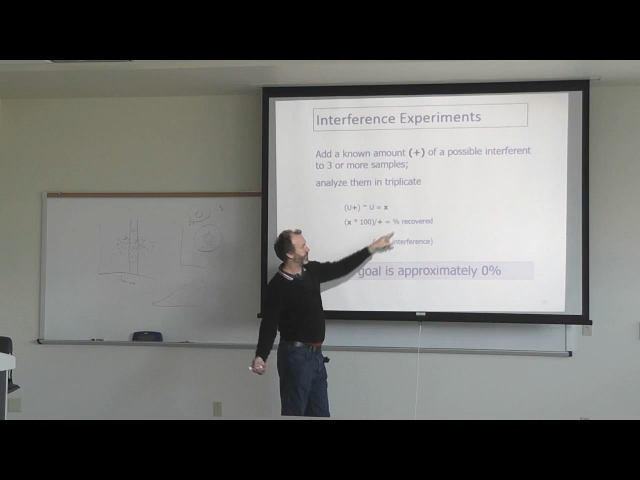 Interference Experiments
Add a known amount (+) of a possible interferent
to 3 or more samples;
analyze them in triplicate
(U+) - U = x
(x * 100)/+ = % recovered
interference)
goal is approximately 0%